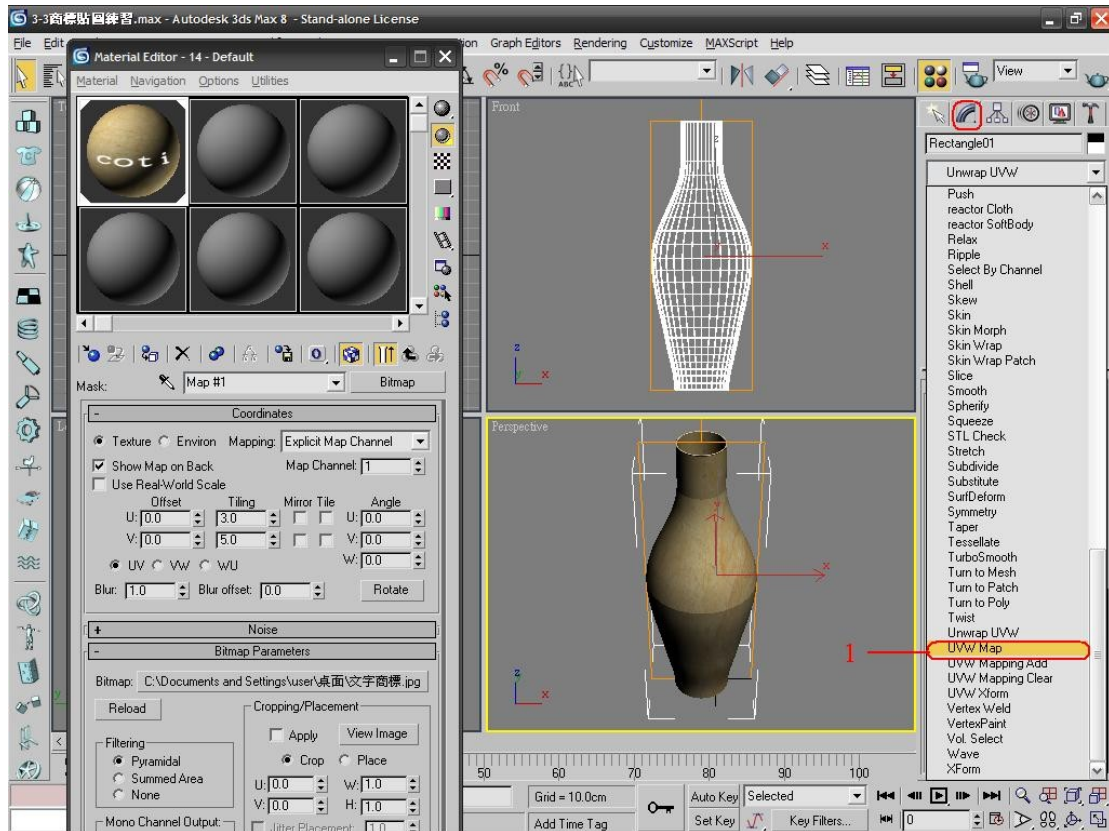 3-3商標貼圖練習.max - Autodesk 3ds Max 8 - Stand-alone License
File Edit Graph Editors Rendering Customize MAXScript Help
Material Editor - 14 - Default
Material Navigation Options Utilities
View
coti
Front
z
x
y
z
x
Rectangle01
Unwrap UVW
Push
reactor Cloth
reactor SoftBody
Relax
Ripple
Select By Channel
Shell
Skew
Skin
Skin Morph
Skin Wrap
Skin Wrap Patch
Slice
Smooth
Spherify
Squeeze
STL Check
Stretch
Subdivide
Substitute
SurfDeform
Symmetry
Taper
Tessellate
TurboSmooth
Turn to Mesh
Turn to Patch
Turn to Poly
Twist
Unwrap UVW
1
UVW Map
UVW Mapping Add
UVW Mapping Clear
UVW Xform
Vertex Weld
VertexPaint
Vol. Select
Wave
XForm
Mask: Map #1 Bitmap
Coordinates
Texture Environ Mapping: Explicit Map Channel
Show Map on Back Map Channel: 1
Use Real-World Scale
Offset Tiling Mirror Tile Angle
U: 0.0 3.0 U: 0.0
V: 0.0 5.0 V: 0.0
UV VW WU W: 0.0
Blur: 1.0 Blur offset: 0.0 Rotate
Noise
Bitmap Parameters
Bitmap: C:\Documents and Settings\user\桌面\文字商標.jpg
Reload
Cropping/Placement
Apply View Image
Filtering
Pyramidal
Summed Area
None
Crop Place
U: 0.0 W: 1.0
V: 0.0 H: 1.0
Jitter Placement: 1.0
Mono Channel Output:
Perspective
z
x
y
x
50 60 70 80 90 100
Grid = 10.0cm
Add Time Tag
Auto Key Selected
Set Key Key Filters...
0